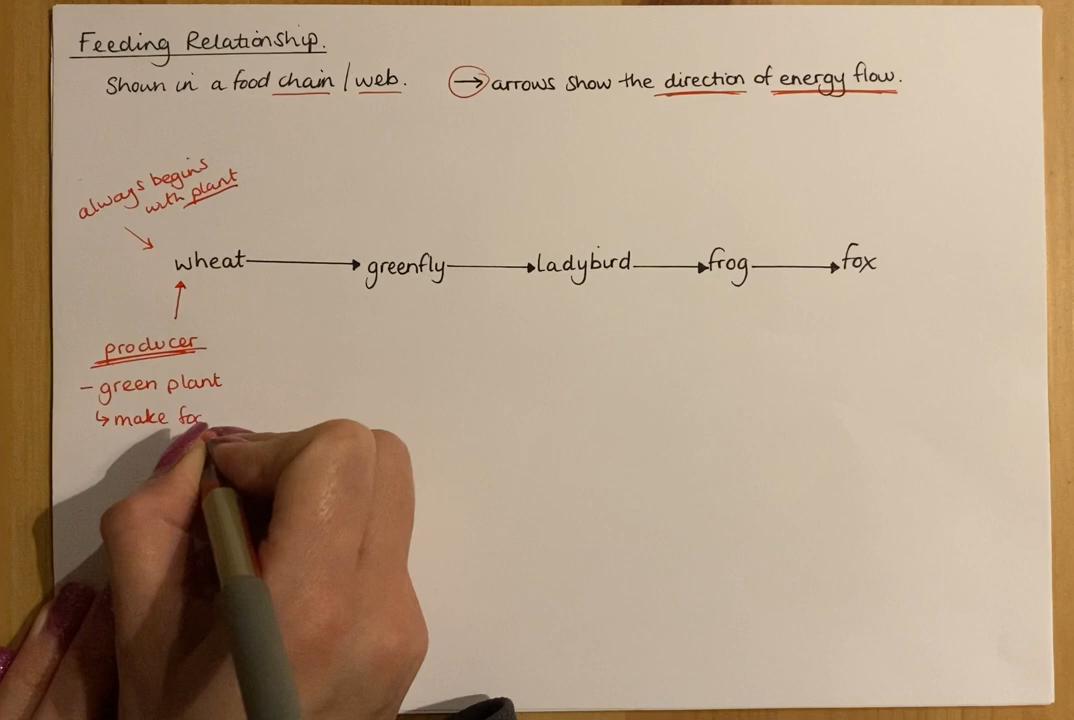 Feeding Relationship.
Shown in a food chain / web.
→ arrows show the direction of energy flow.
always begins
with plant
wheat → greenfly → Ladybird → frog → fox
producer
- green plant
↳ make foo